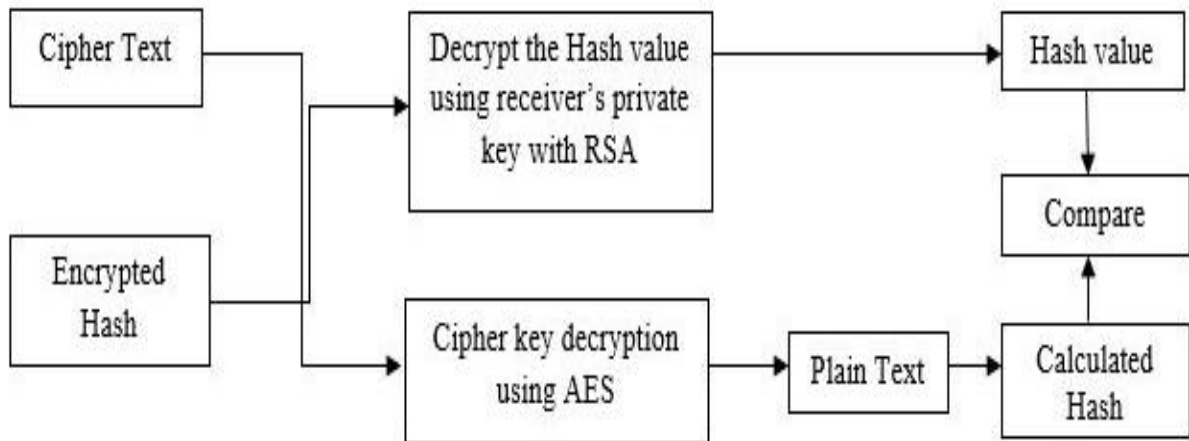 Cipher Text
Decrypt the Hash value
using receiver’s private
key with RSA
Hash value
Compare
Encrypted
Hash
Cipher key decryption
using AES
Plain Text
Calculated
Hash